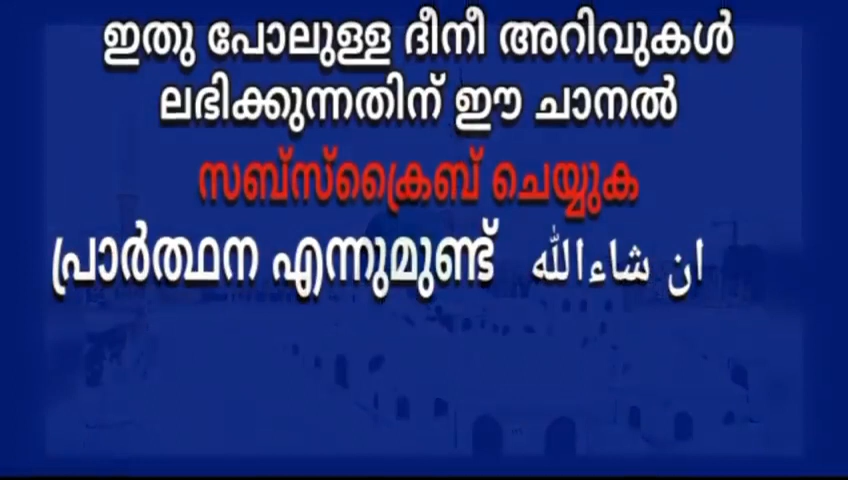 ഇതു പോലുള്ള ദീനീ അറിവുകൾ
ലഭിക്കുന്നതിന് ഈ ചാനൽ
സബ്സ്ക്രൈബ് ചെയ്യുക
പ്രാർത്ഥന എന്നുമുണ്ട് ان شاءالله